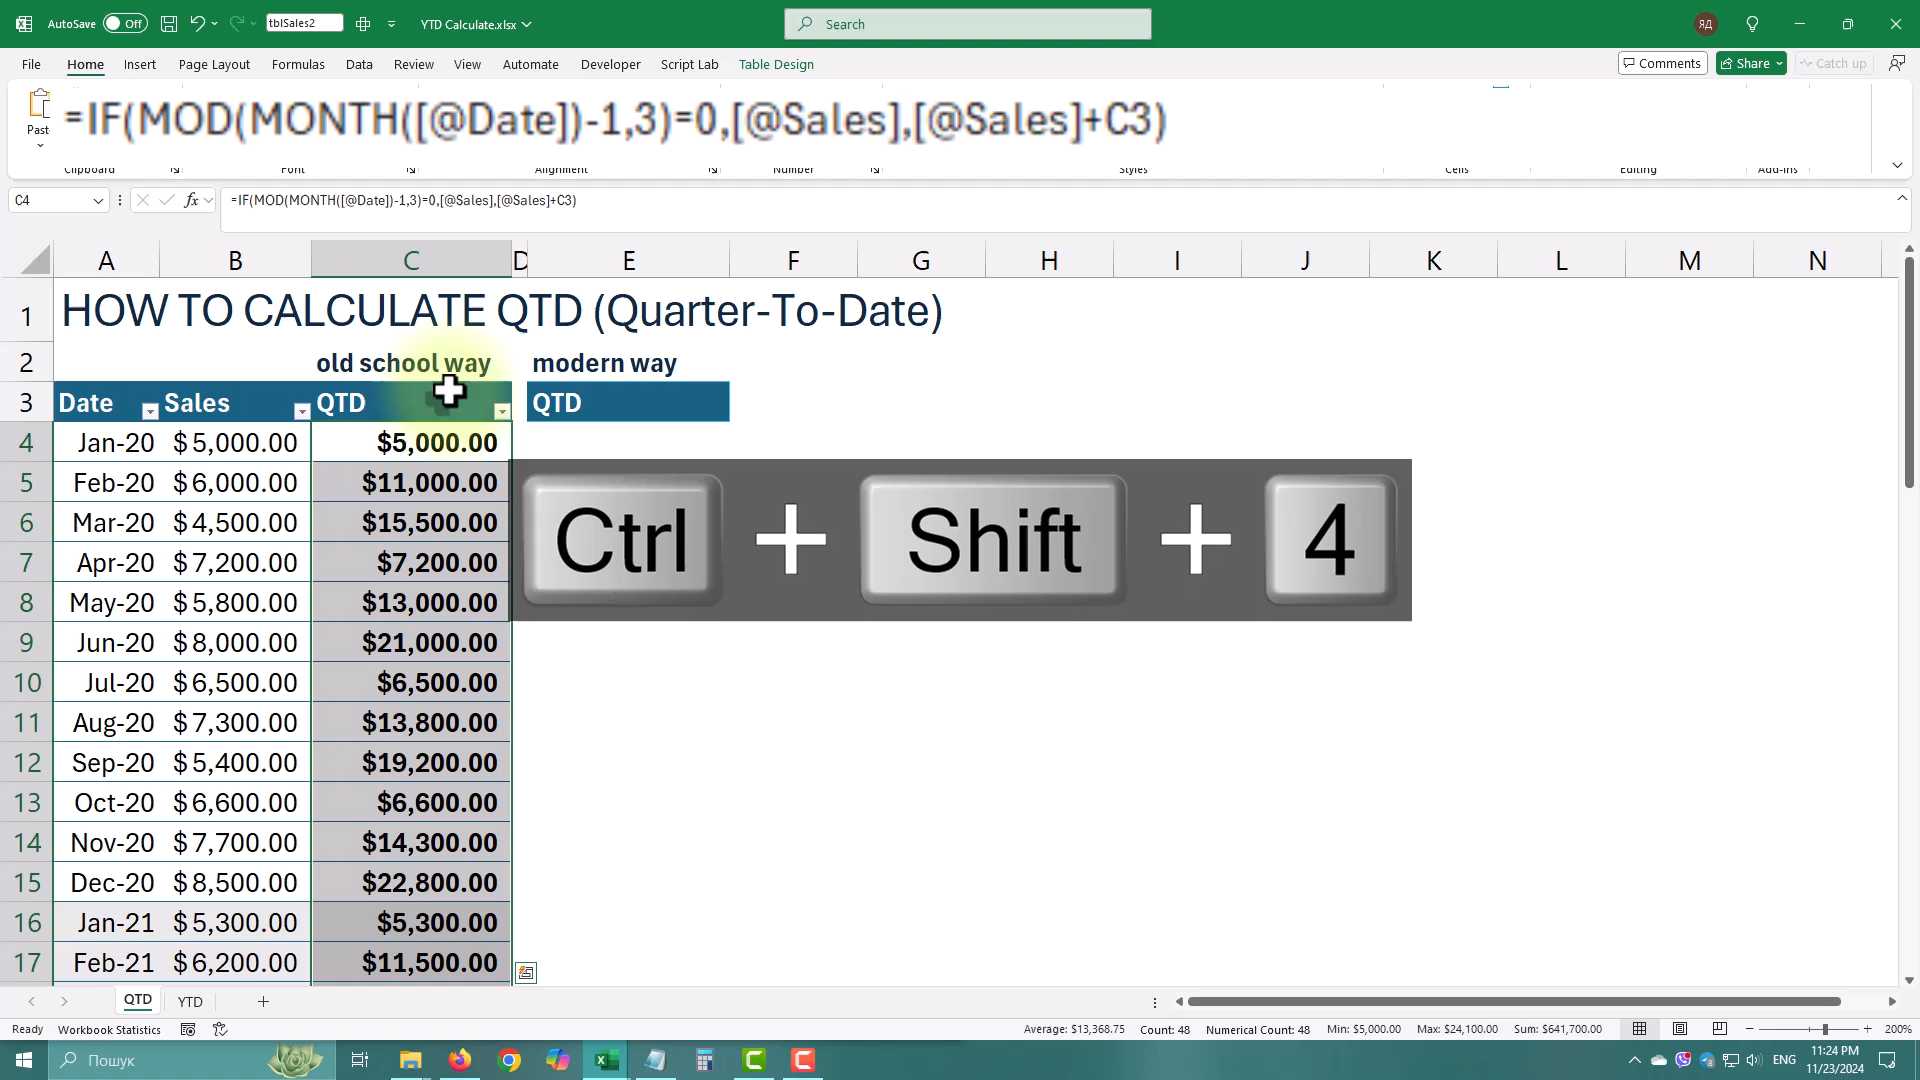 AutoSave Off tblSales2 YTD Calculate.xlsx Search ЯД
File Home Insert Page Layout Formulas Data Review View Automate Developer Script Lab Table Design Comments Share Catch up
Past =IF(MOD(MONTH([@Date])-1,3)=0,[@Sales],[@Sales]+C3)
Clipboard Font Alignment Number Styles Cells Editing Add-ins
C4 fx =IF(MOD(MONTH([@Date])-1,3)=0,[@Sales],[@Sales]+C3)
A B C D E F G H I J K L M N
1 HOW TO CALCULATE QTD (Quarter-To-Date)
2 old school way modern way
3 Date Sales QTD QTD
4 Jan-20 $5,000.00 $5,000.00
5 Feb-20 $6,000.00 $11,000.00
6 Mar-20 $4,500.00 $15,500.00
7 Apr-20 $7,200.00 $7,200.00
8 May-20 $5,800.00 $13,000.00
9 Jun-20 $8,000.00 $21,000.00
10 Jul-20 $6,500.00 $6,500.00
11 Aug-20 $7,300.00 $13,800.00
12 Sep-20 $5,400.00 $19,200.00
13 Oct-20 $6,600.00 $6,600.00
14 Nov-20 $7,700.00 $14,300.00
15 Dec-20 $8,500.00 $22,800.00
16 Jan-21 $5,300.00 $5,300.00
17 Feb-21 $6,200.00 $11,500.00
Ctrl + Shift + 4
QTD YTD
Ready Workbook Statistics Average: $13,368.75 Count: 48 Numerical Count: 48 Min: $5,000.00 Max: $24,100.00 Sum: $641,700.00 200%
Пошук ENG 11:24 PM
11/23/2024